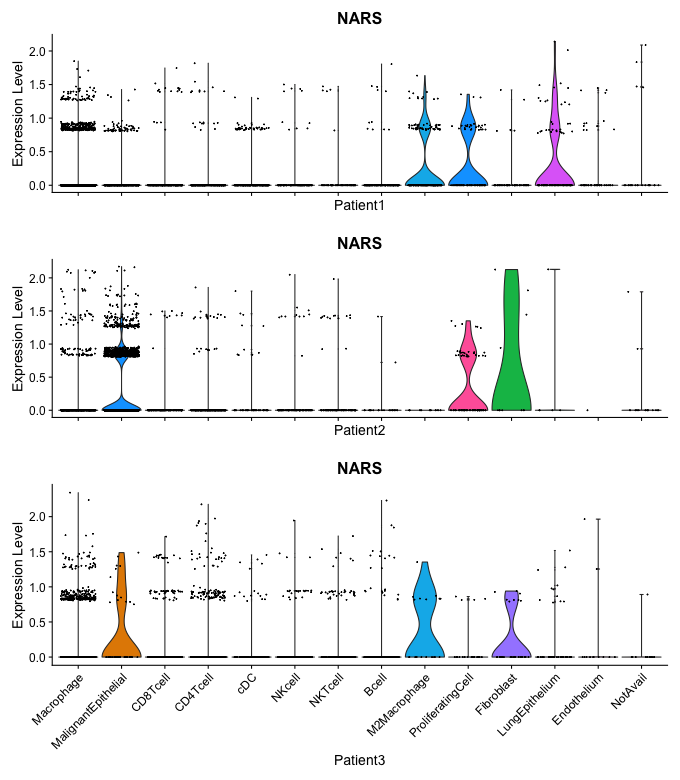 NARS
Expression Level
2.0
1.5
1.0
0.5
0.0
Patient1
NARS
Expression Level
2.0
1.5
1.0
0.5
0.0
Patient2
NARS
Expression Level
2.0
1.5
1.0
0.5
0.0
Macrophage
MalignantEpithelial
CD8Tcell
CD4Tcell
cDC
NKcell
NKTcell
Bcell
M2Macrophage
ProliferatingCell
Fibroblast
LungEpithelium
Endothelium
NotAvail
Patient3